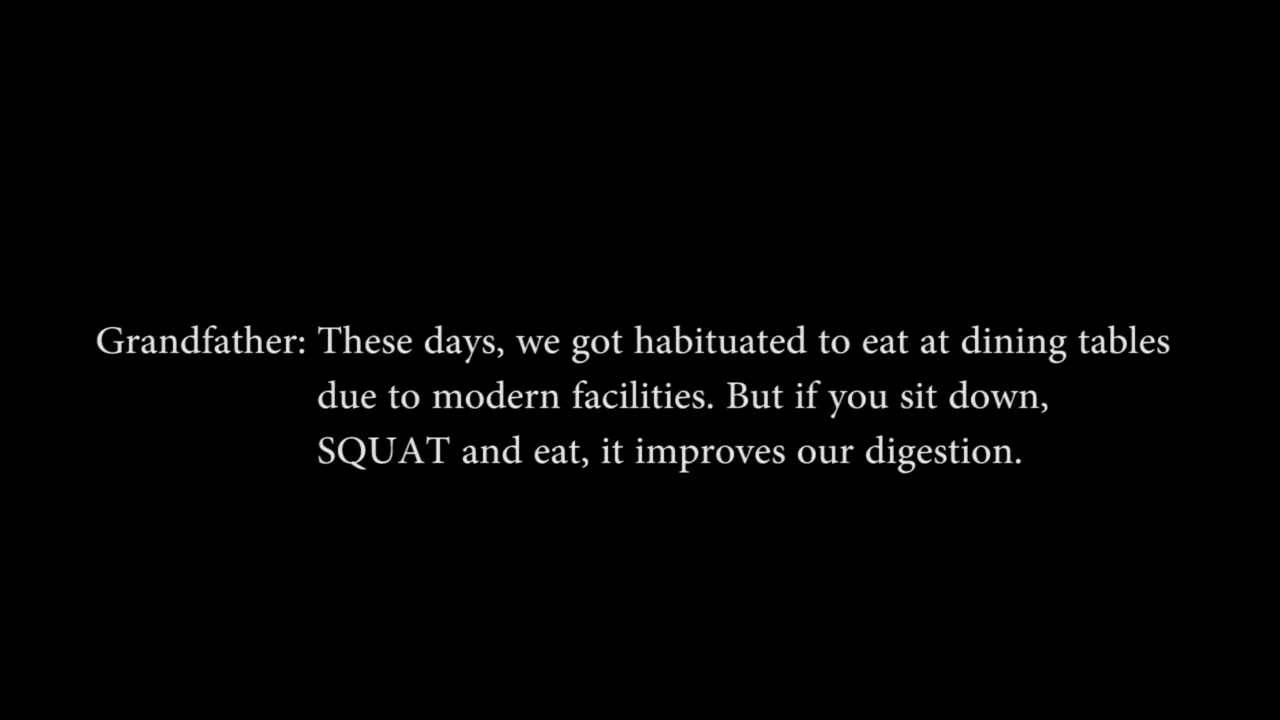 Grandfather: These days, we got habituated to eat at dining tables
due to modern facilities. But if you sit down,
SQUAT and eat, it improves our digestion.